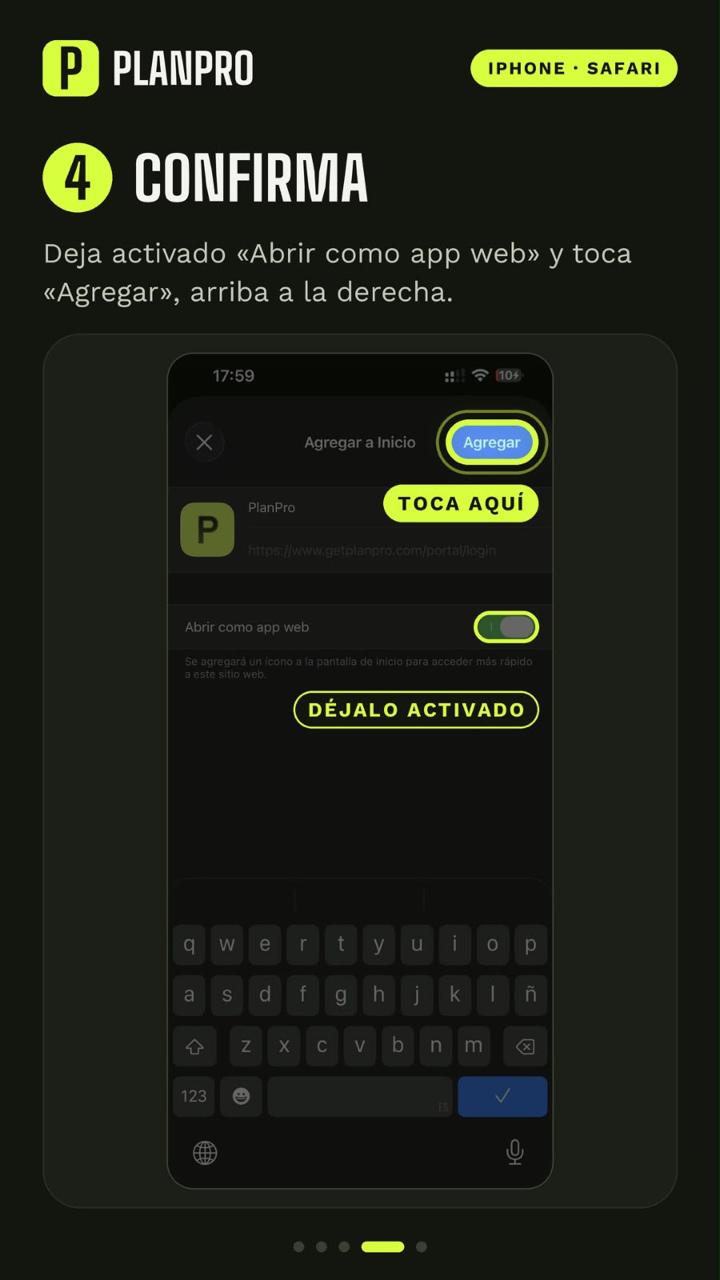 P PLANPRO
IPHONE · SAFARI
4 CONFIRMA
Deja activado «Abrir como app web» y toca
«Agregar», arriba a la derecha.
17:59
10
Agregar a Inicio
Agregar
TOCA AQUÍ
P
PlanPro
https://www.getplanpro.com/portal/login
Abrir como app web
Se agregará un ícono a la pantalla de inicio para acceder más rápido
a este sitio web.
DÉJALO ACTIVADO
q w e r t y u i o p
a s d f g h j k l ñ
z x c v b n m
123
ES